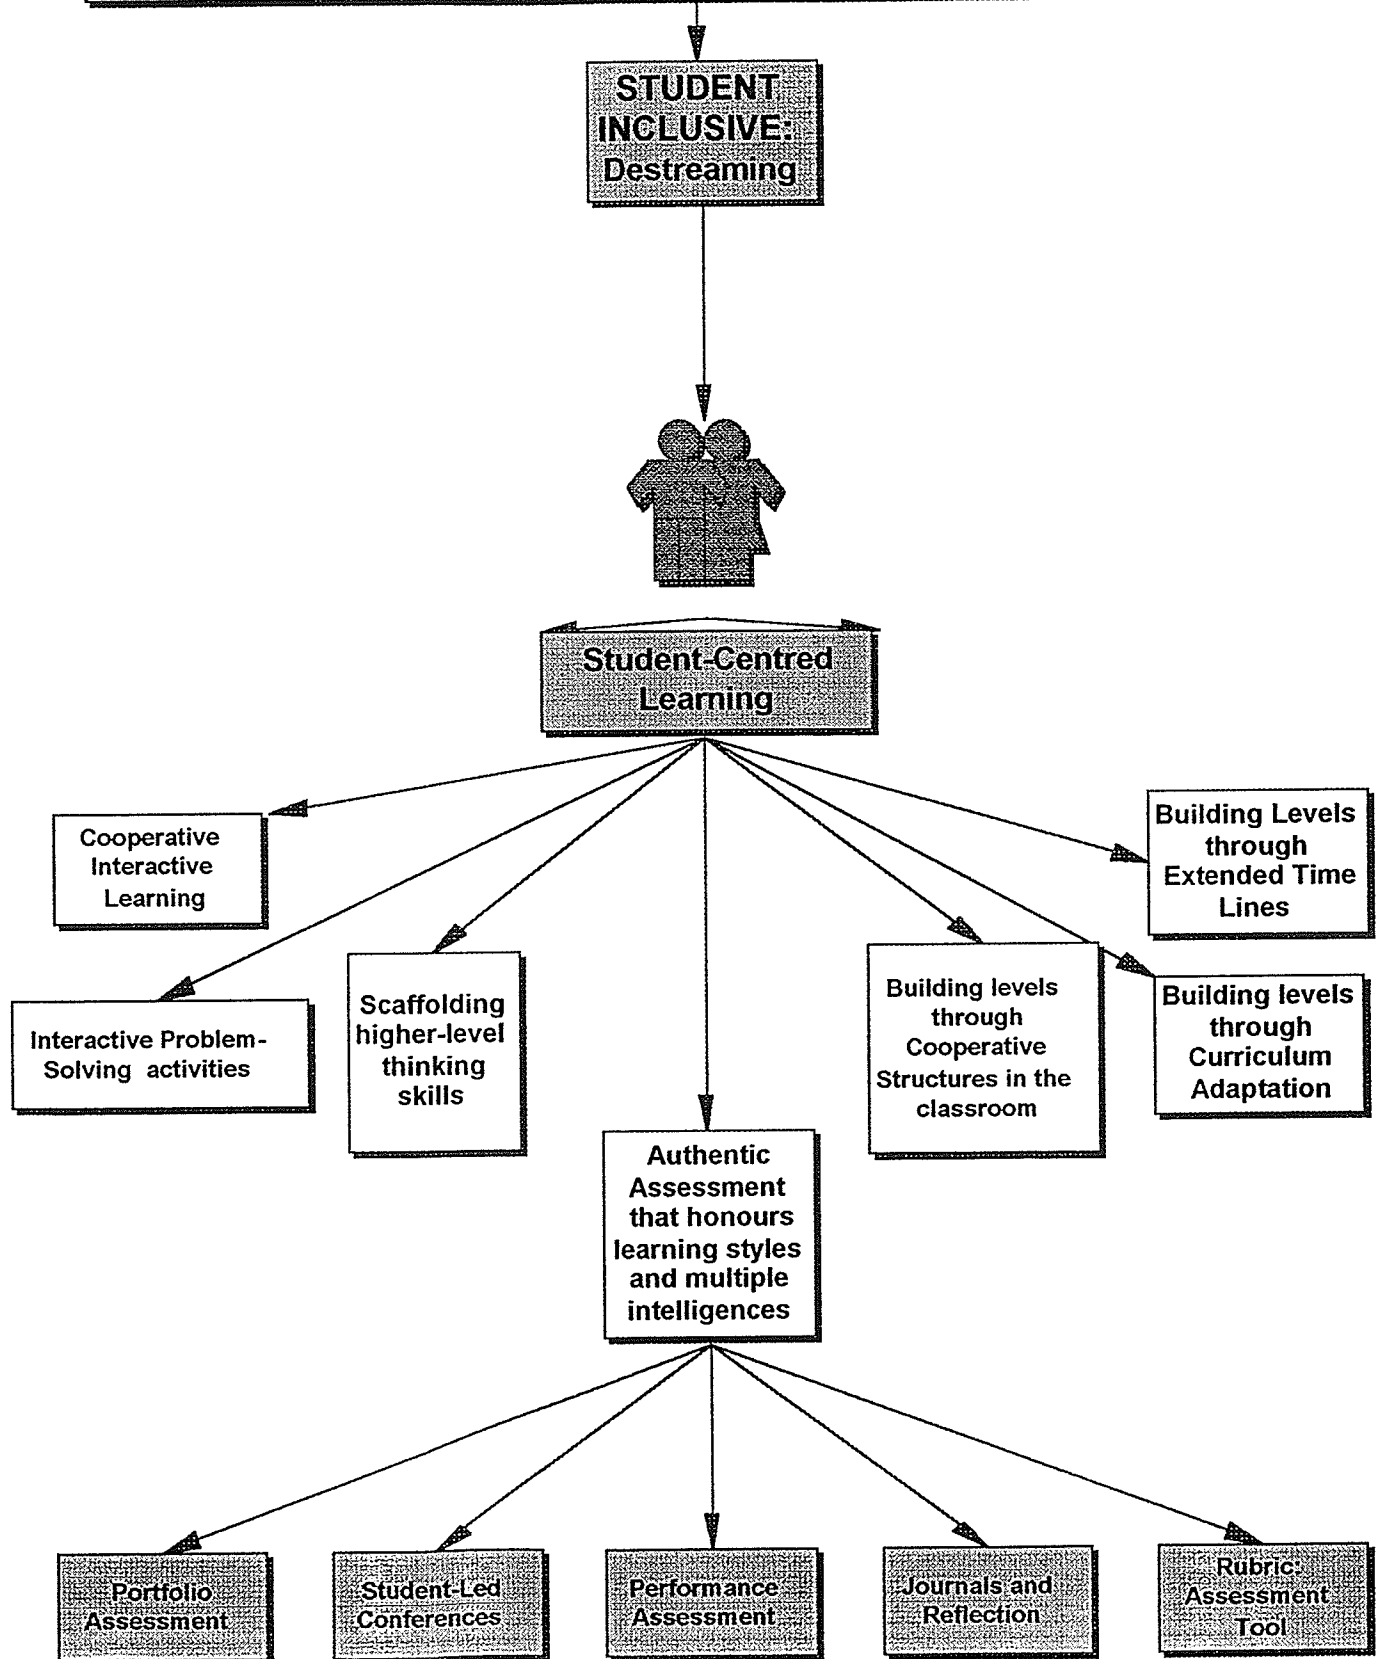 STUDENT
INCLUSIVE:
Destreaming
Student-Centred
Learning
Cooperative
Interactive
Learning
Building Levels
through
Extended Time
Lines
Interactive Problem-
Solving activities
Scaffolding
higher-level
thinking
skills
Building levels
through
Cooperative
Structures in the
classroom
Building levels
through
Curriculum
Adaptation
Authentic
Assessment
that honours
learning styles
and multiple
intelligences
Portfolio
Assessment
Student-Led
Conferences
Performance
Assessment
Journals and
Reflection
Rubric:
Assessment
Tool